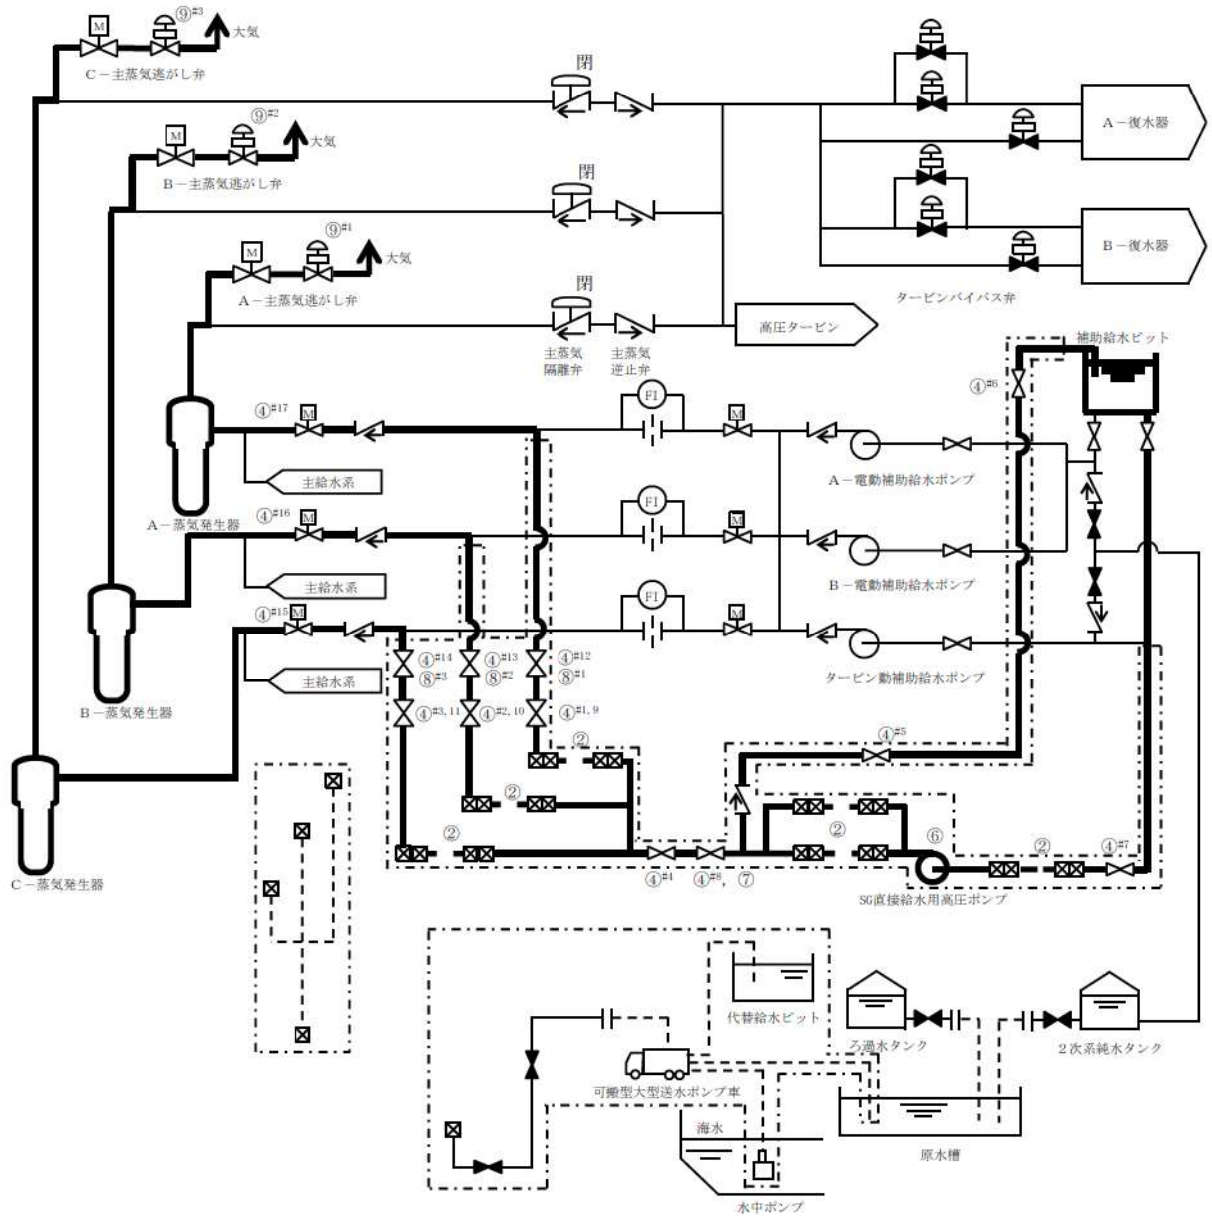 ⑨#3
M
大気
C－主蒸気逃がし弁
閉
A－復水器
⑨#2
M
大気
B－主蒸気逃がし弁
閉
B－復水器
⑨#1
M
大気
A－主蒸気逃がし弁
閉
タービンバイパス弁
高圧タービン
主蒸気
隔離弁
主蒸気
逆止弁
補助給水ピット
④#6
④#17
M
FI
M
A－電動補助給水ポンプ
主給水系
A－蒸気発生器
④#16
M
FI
M
B－電動補助給水ポンプ
主給水系
④#15
M
FI
M
タービン動補助給水ポンプ
主給水系
B－蒸気発生器
④#14
⑧#3
④#13
⑧#2
④#12
⑧#1
④#3,11
④#2,10
④#1,9
④#5
②
②
②
②
⑥
②
④#7
④#4
④#8，⑦
C－蒸気発生器
SG直接給水用高圧ポンプ
代替給水ピット
ろ過水タンク
2次系純水タンク
可搬型大型送水ポンプ車
海水
原水槽
水中ポンプ